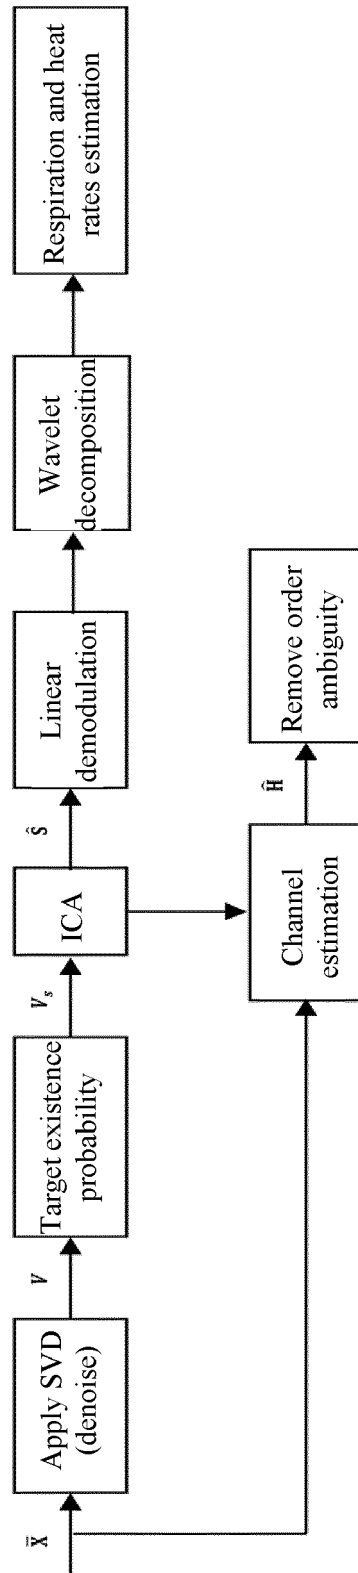 X̄
Apply SVD
(denoise)
V
Target existence
probability
V_s
ICA
Ŝ
Linear
demodulation
Wavelet
decomposition
Respiration and heat
rates estimation
Channel
estimation
Ĥ
Remove order
ambiguity